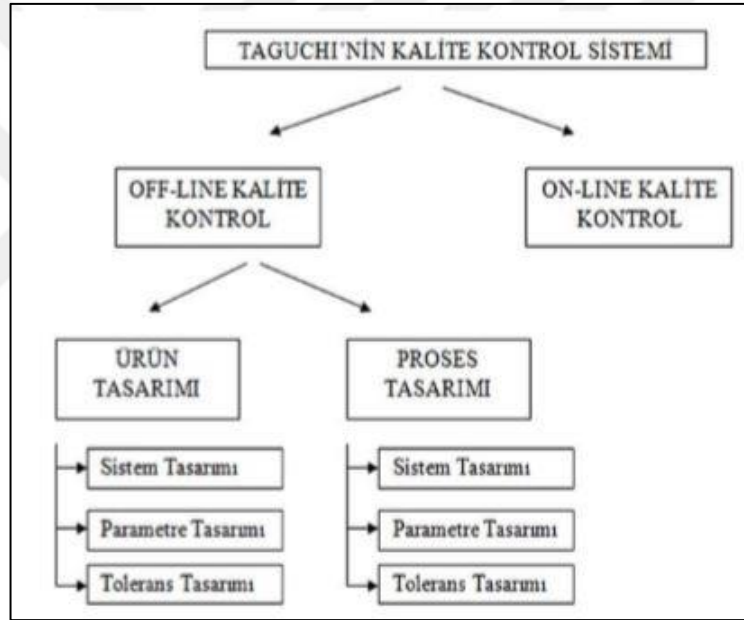 TAGUCHI’NİN KALİTE KONTROL SİSTEMİ
OFF-LINE KALİTE
KONTROL
ON-LINE KALİTE
KONTROL
ÜRÜN
TASARIMI
PROSES
TASARIMI
Sistem Tasarımı
Parametre Tasarımı
Tolerans Tasarımı
Sistem Tasarımı
Parametre Tasarımı
Tolerans Tasarımı